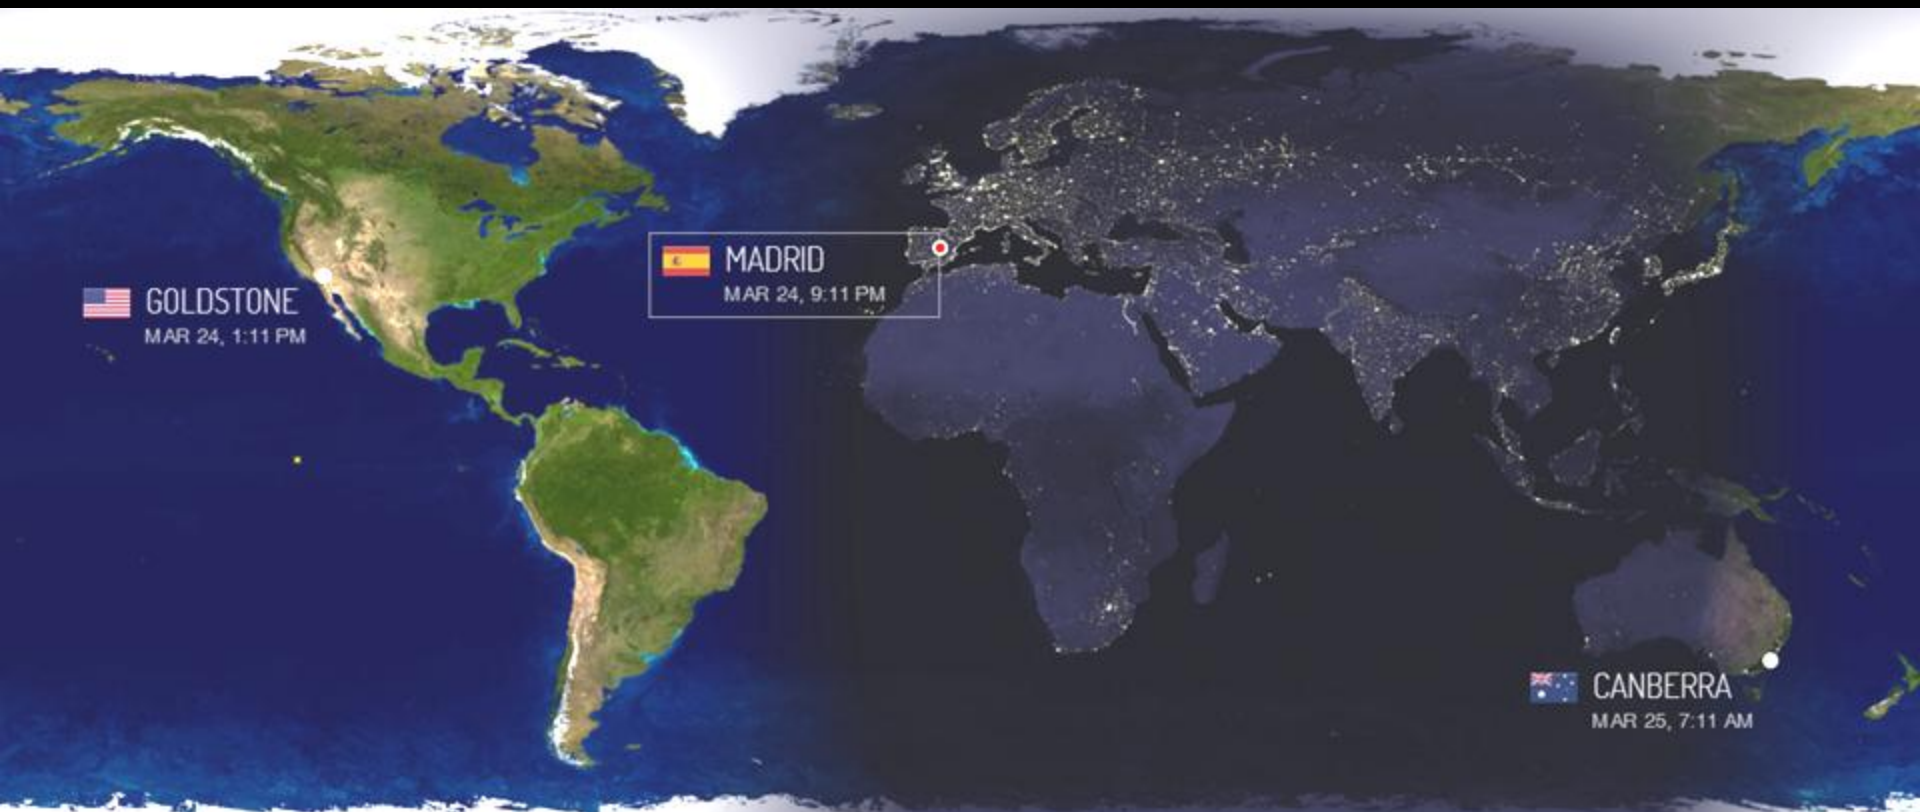 GOLDSTONE
MAR 24, 1:11 PM
MADRID
MAR 24, 9:11 PM
CANBERRA
MAR 25, 7:11 AM